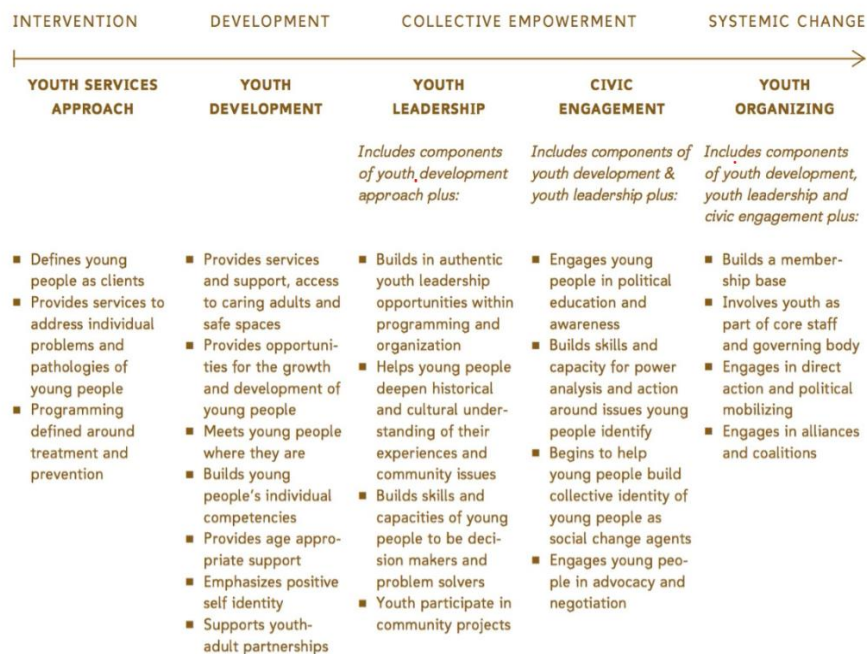 INTERVENTION DEVELOPMENT COLLECTIVE EMPOWERMENT SYSTEMIC CHANGE
YOUTH SERVICES
APPROACH
YOUTH
DEVELOPMENT
YOUTH
LEADERSHIP
CIVIC
ENGAGEMENT
YOUTH
ORGANIZING
Includes components
of youth development
approach plus:
Includes components of
youth development &
youth leadership plus:
Includes components
of youth development,
youth leadership and
civic engagement plus:
■ Defines young
people as clients
■ Provides services to
address individual
problems and
pathologies of
young people
■ Programming
defined around
treatment and
prevention
■ Provides services
and support, access
to caring adults and
safe spaces
■ Provides opportuni-
ties for the growth
and development of
young people
■ Meets young people
where they are
■ Builds young
people's individual
competencies
■ Provides age appro-
priate support
■ Emphasizes positive
self identity
■ Supports youth-
adult partnerships
■ Builds in authentic
youth leadership
opportunities within
programming and
organization
■ Helps young people
deepen historical
and cultural under-
standing of their
experiences and
community issues
■ Builds skills and
capacities of young
people to be deci-
sion makers and
problem solvers
■ Youth participate in
community projects
■ Engages young
people in political
education and
awareness
■ Builds skills and
capacity for power
analysis and action
around issues young
people identify
■ Begins to help
young people build
collective identity of
young people as
social change agents
■ Engages young peo-
ple in advocacy and
negotiation
■ Builds a member-
ship base
■ Involves youth as
part of core staff
and governing body
■ Engages in direct
action and political
mobilizing
■ Engages in alliances
and coalitions